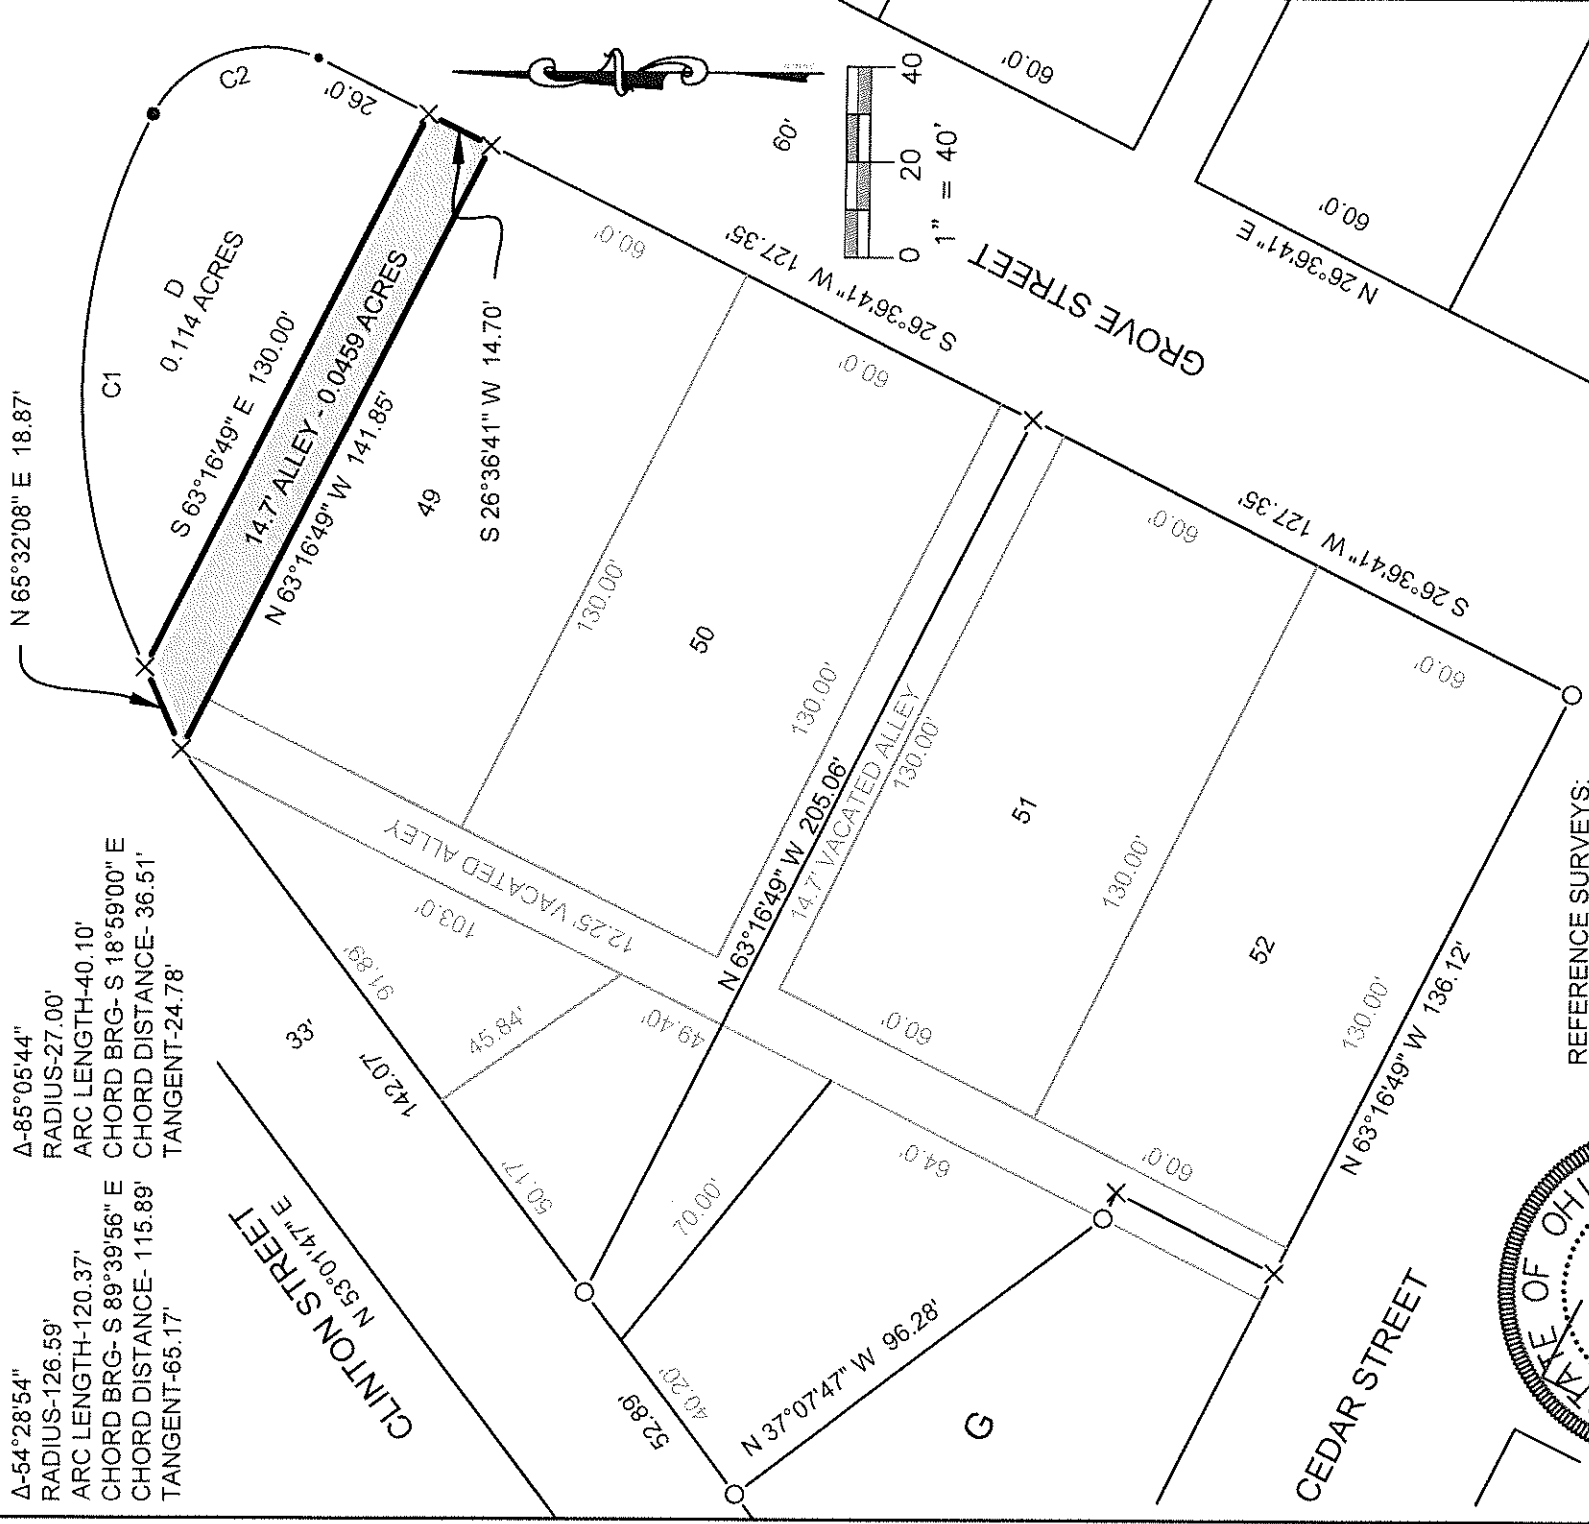 Δ-54°28'54"
RADIUS-126.59'
ARC LENGTH-120.37'
CHORD BRG- S 89°39'56" E
CHORD DISTANCE- 115.89'
TANGENT-65.17'
Δ-85°05'44"
RADIUS-27.00'
ARC LENGTH-40.10'
CHORD BRG- S 18°59'00" E
CHORD DISTANCE- 36.51'
TANGENT-24.78'
N 65°32'08" E 18.87'
C1
C2
26.0'
D
0.114 ACRES
S 63°16'49" E 130.00'
14.7' ALLEY - 0.0459 ACRES
N 63°16'49" W 141.85'
S 26°36'41" W 14.70'
49
60.0'
130.00'
50
60.0'
130.00'
S 26°36'41" W 127.35'
GROVE STREET
60'
0 20 40
1" = 40'
60.0'
60.0'
N 26°36'41" E
CLINTON STREET
N 53°01'47" E
33'
142.07'
91.89'
50.17'
45.84'
103.0'
12.25' VACATED ALLEY
49.40'
N 63°16'49" W 205.06'
14.7' VACATED ALLEY
130.00'
51
60.0'
60.0'
130.00'
S 26°36'41" W 127.35'
52
60.0'
60.0'
130.00'
N 63°16'49" W 136.12'
64.0'
70.00'
52.89'
40.20'
N 37°07'47" W 96.28'
G
CEDAR STREET
REFERENCE SURVEYS:
TATE OF OHI